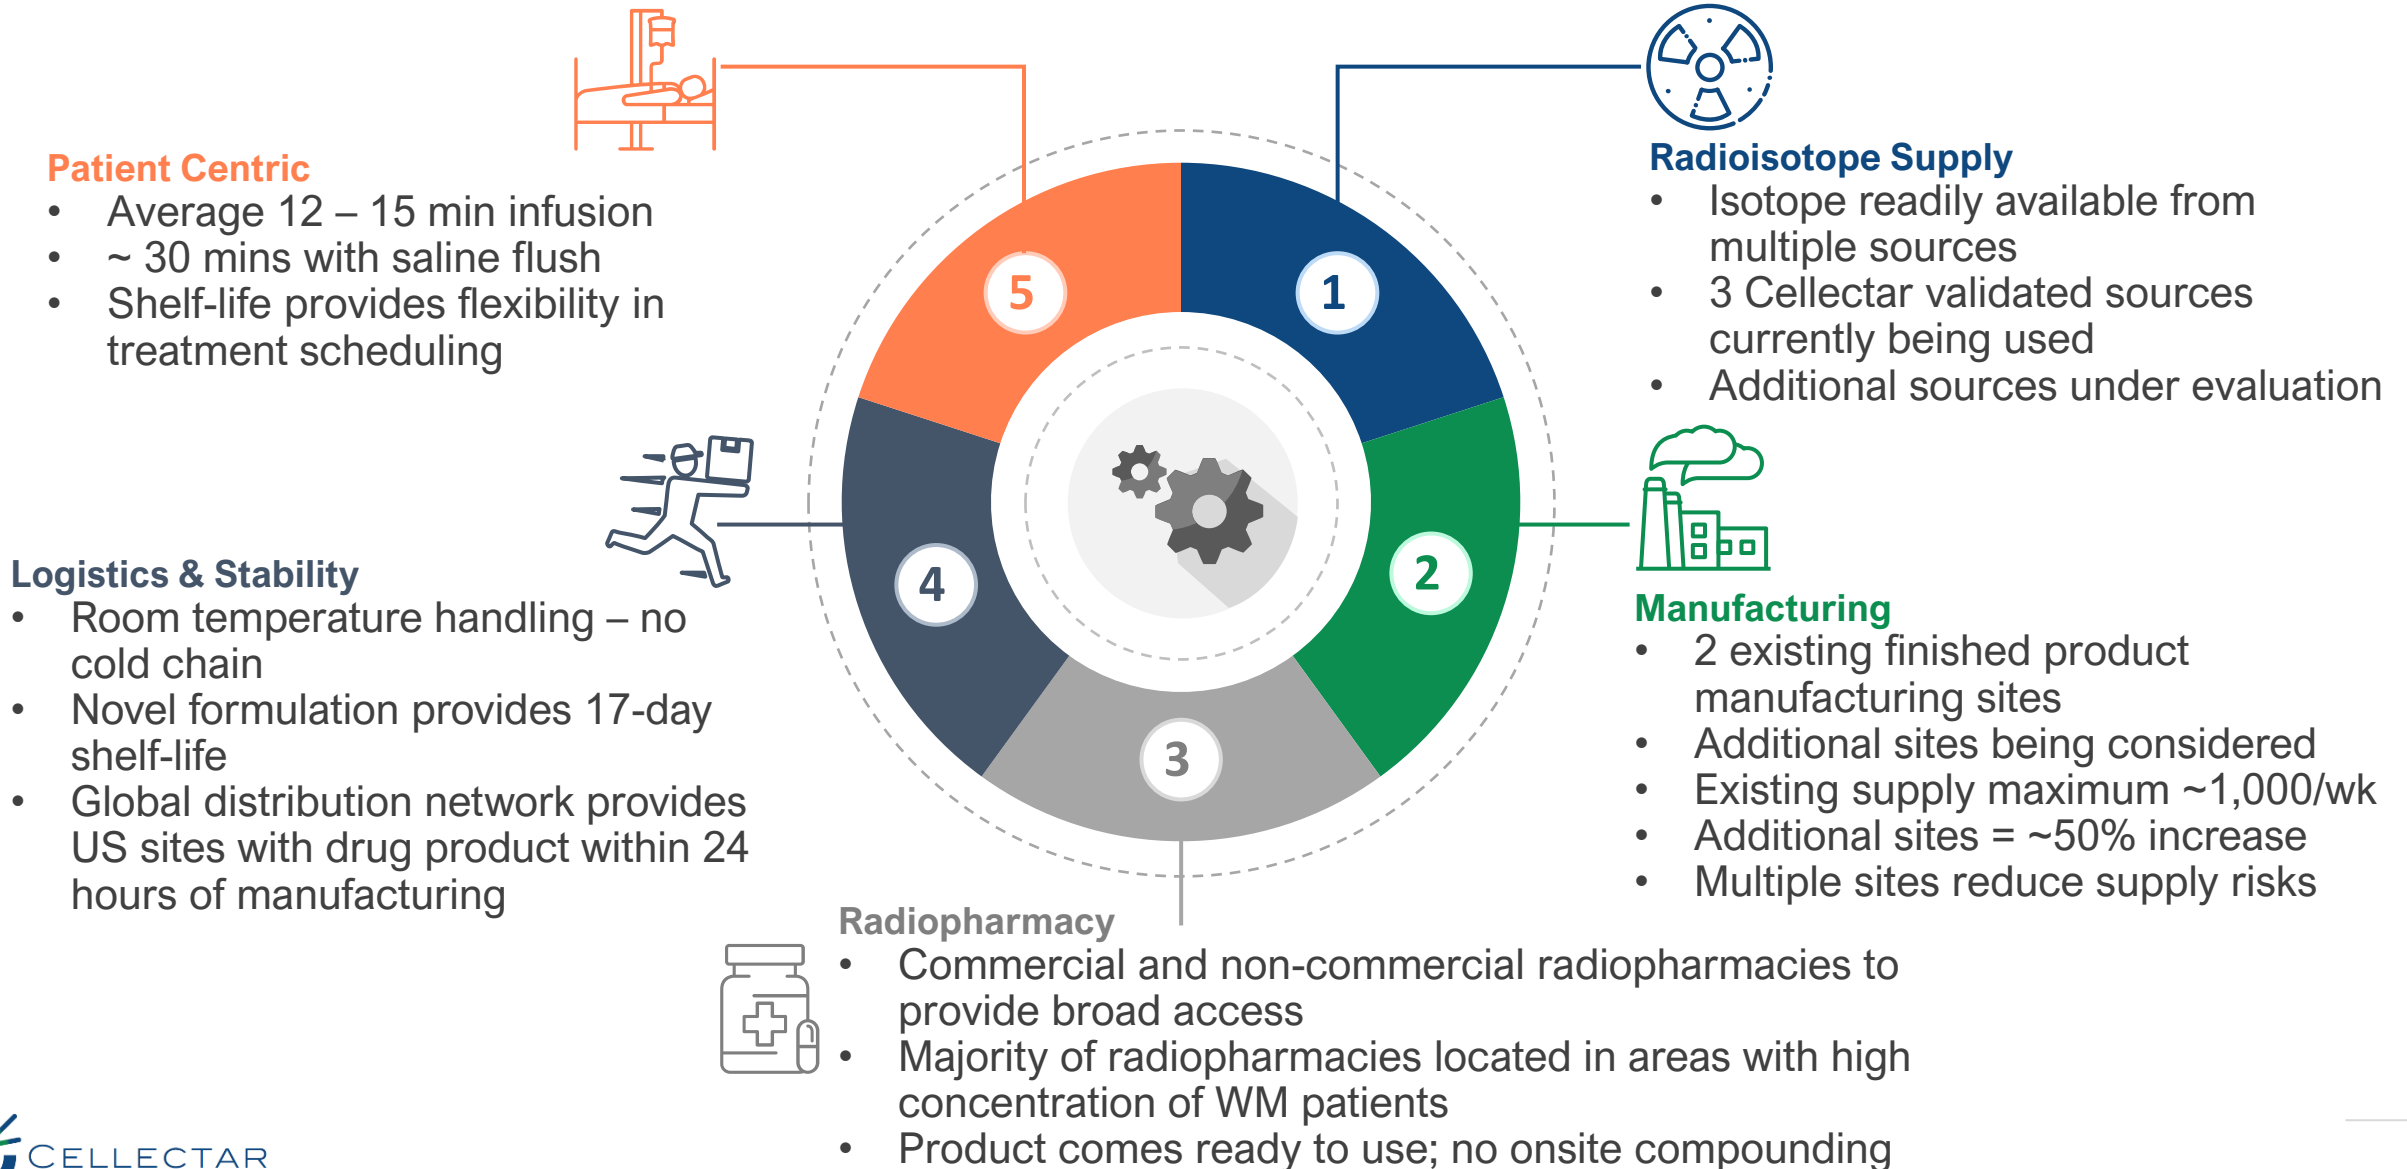 Patient Centric
• Average 12 – 15 min infusion
• ~ 30 mins with saline flush
• Shelf-life provides flexibility in
treatment scheduling
Radioisotope Supply
• Isotope readily available from
multiple sources
• 3 Cellectar validated sources
currently being used
• Additional sources under evaluation
5
1
4
2
3
Logistics & Stability
• Room temperature handling – no
cold chain
• Novel formulation provides 17-day
shelf-life
• Global distribution network provides
US sites with drug product within 24
hours of manufacturing
Manufacturing
• 2 existing finished product
manufacturing sites
• Additional sites being considered
• Existing supply maximum ~1,000/wk
• Additional sites = ~50% increase
• Multiple sites reduce supply risks
Radiopharmacy
• Commercial and non-commercial radiopharmacies to
provide broad access
• Majority of radiopharmacies located in areas with high
concentration of WM patients
• Product comes ready to use; no onsite compounding
CELLECTAR